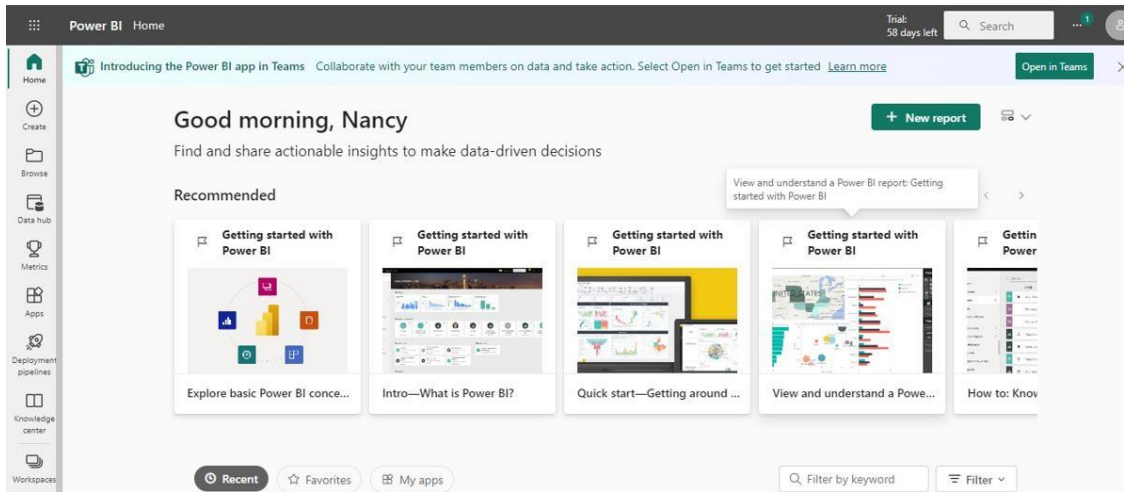 Power BI Home
Trial:
58 days left
Search
1
Home
Create
Browse
Data hub
Metrics
Apps
Deployment
pipelines
Knowledge
center
Workspaces
Introducing the Power BI app in Teams Collaborate with your team members on data and take action. Select Open in Teams to get started Learn more
Open in Teams
Good morning, Nancy
+ New report
Find and share actionable insights to make data-driven decisions
Recommended
View and understand a Power BI report: Getting
started with Power BI
Getting started with
Power BI
Explore basic Power BI conce...
Getting started with
Power BI
Intro—What is Power BI?
Getting started with
Power BI
Quick start—Getting around ...
Getting started with
Power BI
UNITED STATES
View and understand a Powe...
Gettin
Power
How to: Know
Recent
Favorites
My apps
Filter by keyword
Filter